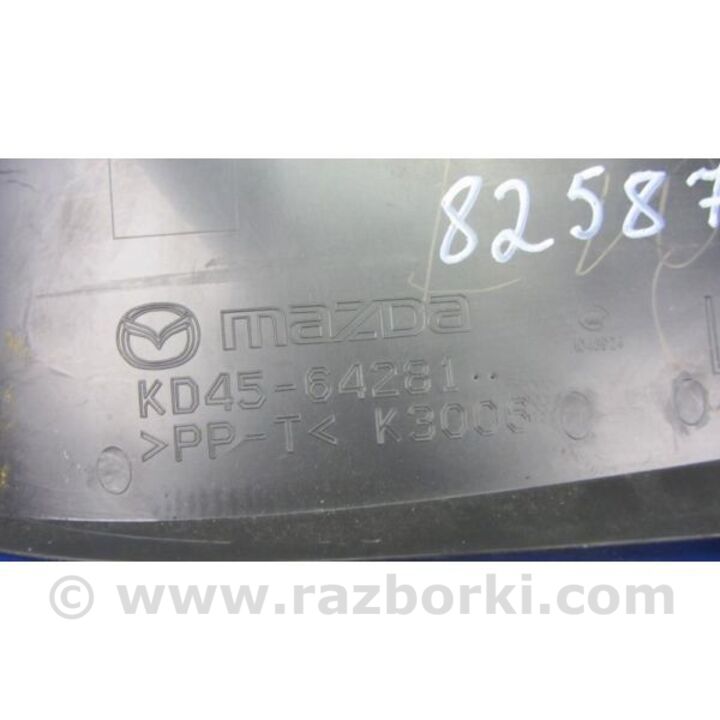 82587
mazda
KD45-64281
>PP-T< K3003
© www.razborki.com